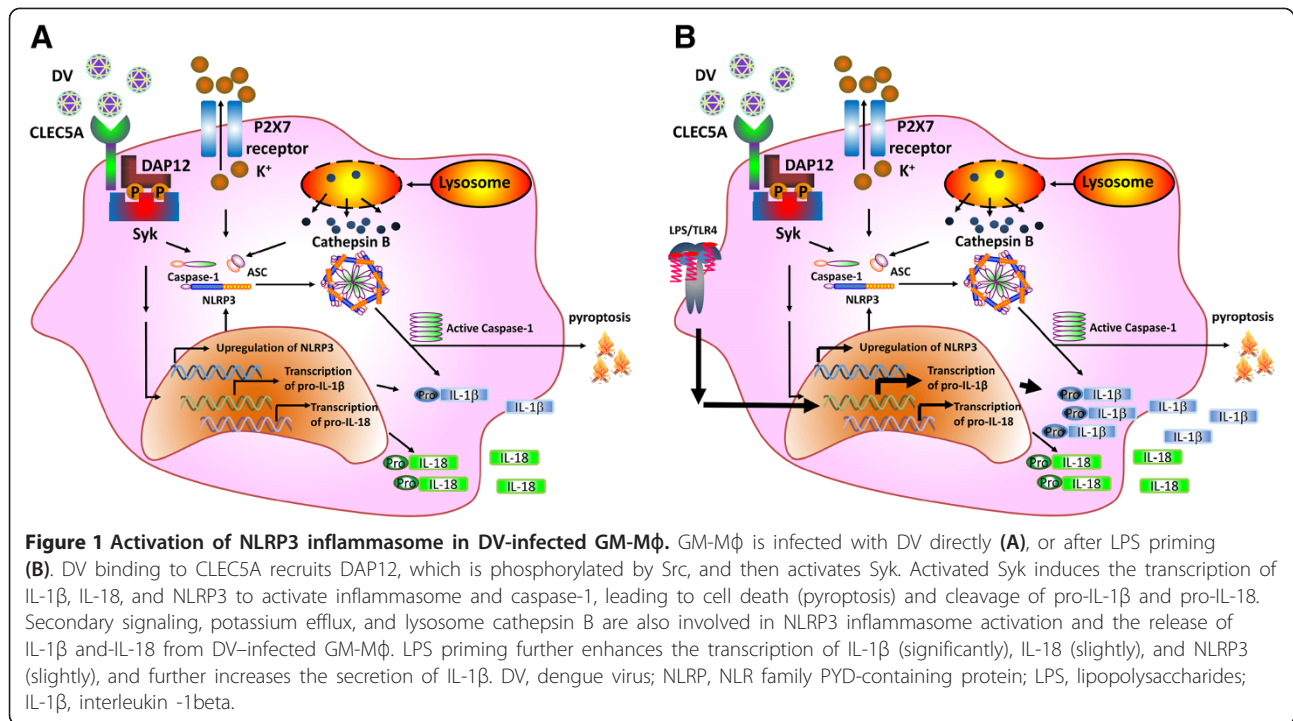 A
DV
CLEC5A
DAP12
P P
Syk
P2X7
receptor
K+
Lysosome
Cathepsin B
Caspase-1
ASC
NLRP3
Active Caspase-1
pyroptosis
Upregulation of NLRP3
Transcription
of pro-IL-1β
Transcription
of pro-IL-18
Pro IL-1β
IL-1β
Pro IL-18
Pro IL-18
IL-18
IL-18
B
DV
CLEC5A
DAP12
P P
Syk
P2X7
receptor
K+
Lysosome
LPS/TLR4
Cathepsin B
Caspase-1
ASC
NLRP3
Active Caspase-1
pyroptosis
Upregulation of NLRP3
Transcription
of pro-IL-1β
Transcription
of pro-IL-18
Pro IL-1β
Pro IL-1β
Pro IL-1β
IL-1β
IL-1β
IL-1β
Pro IL-18
Pro IL-18
IL-18
IL-18
Figure 1 Activation of NLRP3 inflammasome in DV-infected GM-Mϕ. GM-Mϕ is infected with DV directly (A), or after LPS priming
(B). DV binding to CLEC5A recruits DAP12, which is phosphorylated by Src, and then activates Syk. Activated Syk induces the transcription of
IL-1β, IL-18, and NLRP3 to activate inflammasome and caspase-1, leading to cell death (pyroptosis) and cleavage of pro-IL-1β and pro-IL-18.
Secondary signaling, potassium efflux, and lysosome cathepsin B are also involved in NLRP3 inflammasome activation and the release of
IL-1β and-IL-18 from DV–infected GM-Mϕ. LPS priming further enhances the transcription of IL-1β (significantly), IL-18 (slightly), and NLRP3
(slightly), and further increases the secretion of IL-1β. DV, dengue virus; NLRP, NLR family PYD-containing protein; LPS, lipopolysaccharides;
IL-1β, interleukin -1beta.